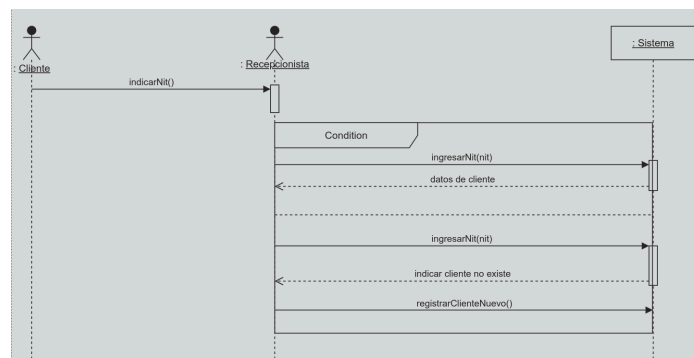 : Sistema
: Cliente
: Recepcionista
indicarNit()
Condition
ingresarNit(nit)
datos de cliente
ingresarNit(nit)
indicar cliente no existe
registrarClienteNuevo()